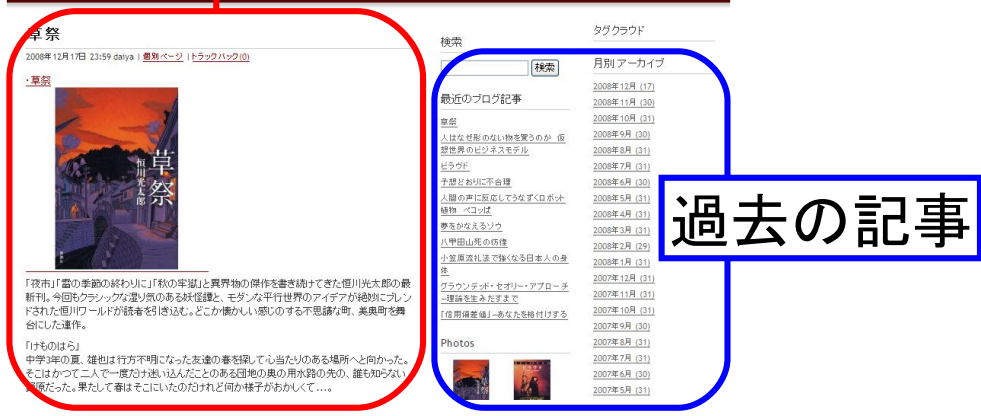 草祭
2008年12月17日 23:59 daiya | 個別ページ | トラックバック(0)
・草祭
草祭
恒川光太郎
「夜市」「雷の季節の終わりに」「秋の牢獄」と異界物の傑作を書き続けてきた恒川光太郎の最
新刊。今回もクラシックな湿り気のある妖怪譚と、モダンな平行世界のアイデアが絶妙にブレン
ドされた恒川ワールドが読者を引き込む。どこか懐かしい感じのする不思議な町、美奥町を舞
台にした連作。
「けものはら」
中学3年の夏、雄也は行方不明になった友達の春を探して心当たりのある場所へと向かった。
そこはかつて二人で一度だけ迷い込んだことのある団地の奥の用水路の先の、誰も知らない
野原だった。果たして春はそこにいたのだけれど何か様子がおかしくて...。
検索
検索
最近のブログ記事
草祭
人はなぜ形のない物を買うのか 仮
想世界のビジネスモデル
ビラヴド
予想どおりに不合理
人間の声に反応してうなずくロボット
植物 ペコッぱ
夢をかなえるゾウ
八甲田山死の彷徨
小笠原流礼法で強くなる日本人の身
体
グラウンデッド・セオリー・アプローチ
―理論を生みだすまで
「信用偏差値」―あなたを格付けする
Photos
タグクラウド
月別 アーカイブ
2008年12月 (17)
2008年11月 (30)
2008年10月 (31)
2008年9月 (30)
2008年8月 (31)
2008年7月 (31)
2008年6月 (30)
2008年5月 (31)
2008年4月 (31)
2008年3月 (31)
2008年2月 (29)
2008年1月 (31)
2007年12月 (31)
2007年11月 (31)
2007年10月 (31)
2007年9月 (30)
2007年8月 (31)
2007年7月 (31)
2007年6月 (30)
2007年5月 (31)
過去の記事